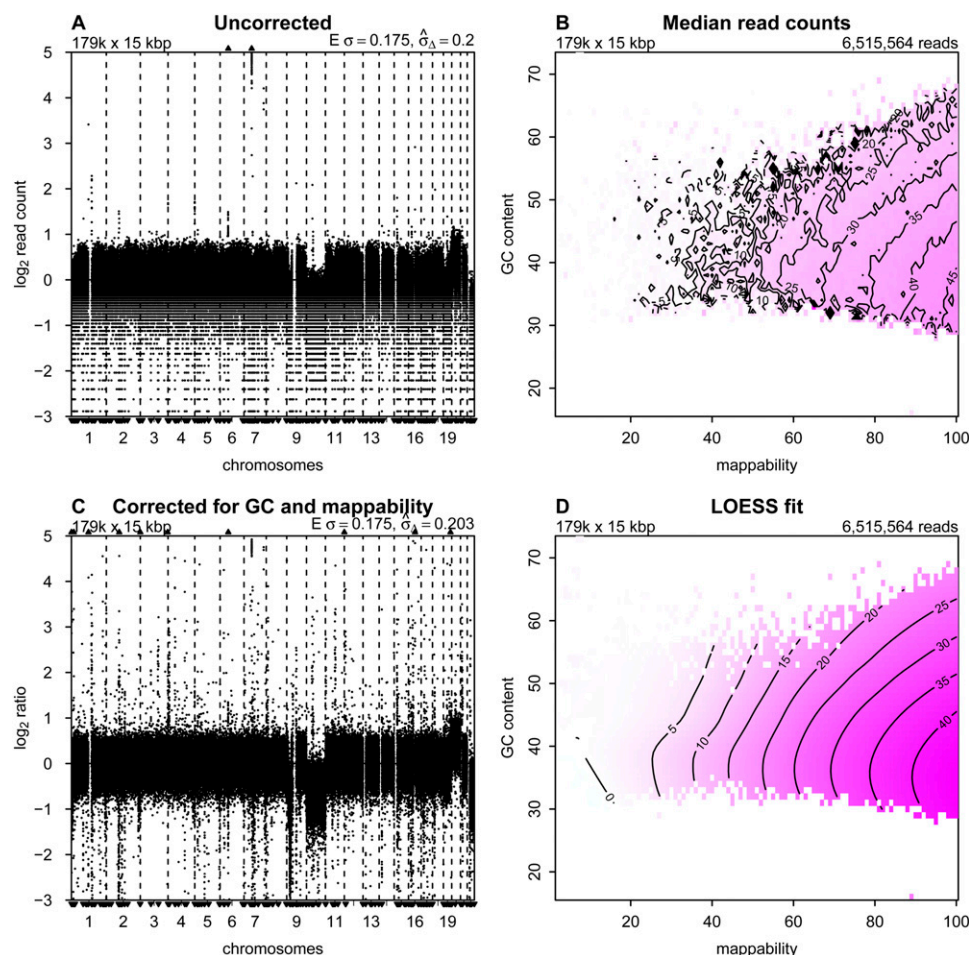 A Uncorrected
179k x 15 kbp E σ = 0.175, σ̂Δ = 0.2
5
4
3
2
1
0
−1
−2
−3
log2 read count
1 2 3 4 5 6 7 9 11 13 16 19
chromosomes
B Median read counts
179k x 15 kbp 6,515,564 reads
70
60
50
40
30
20
GC content
20 25 20 25 30 35 40 45 10 25 10
20 40 60 80 100
mappability
C Corrected for GC and mappability
179k x 15 kbp E σ = 0.175, σ̂Δ = 0.203
5
4
3
2
1
0
−1
−2
−3
log2 ratio
1 2 3 4 5 6 7 9 11 13 16 19
chromosomes
D LOESS fit
179k x 15 kbp 6,515,564 reads
70
60
50
40
30
20
GC content
0 5 10 15 20 20 25 30 35 40
20 40 60 80 100
mappability